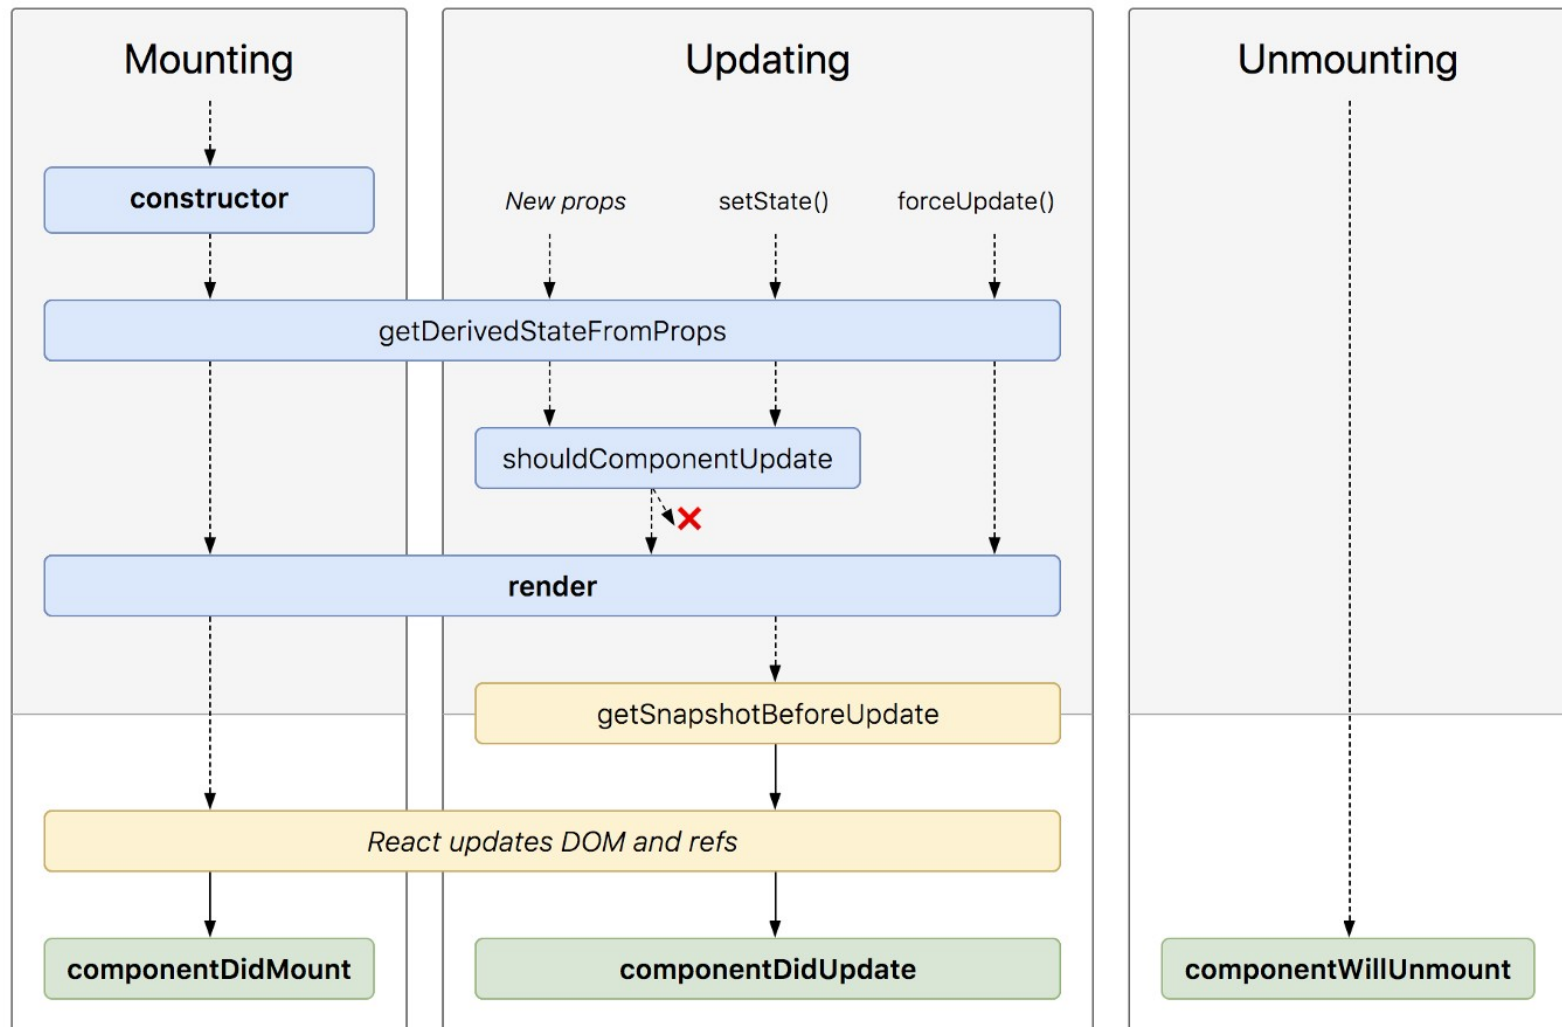 Mounting
Updating
Unmounting
constructor
New props
setState()
forceUpdate()
getDerivedStateFromProps
shouldComponentUpdate
render
getSnapshotBeforeUpdate
React updates DOM and refs
componentDidMount
componentDidUpdate
componentWillUnmount